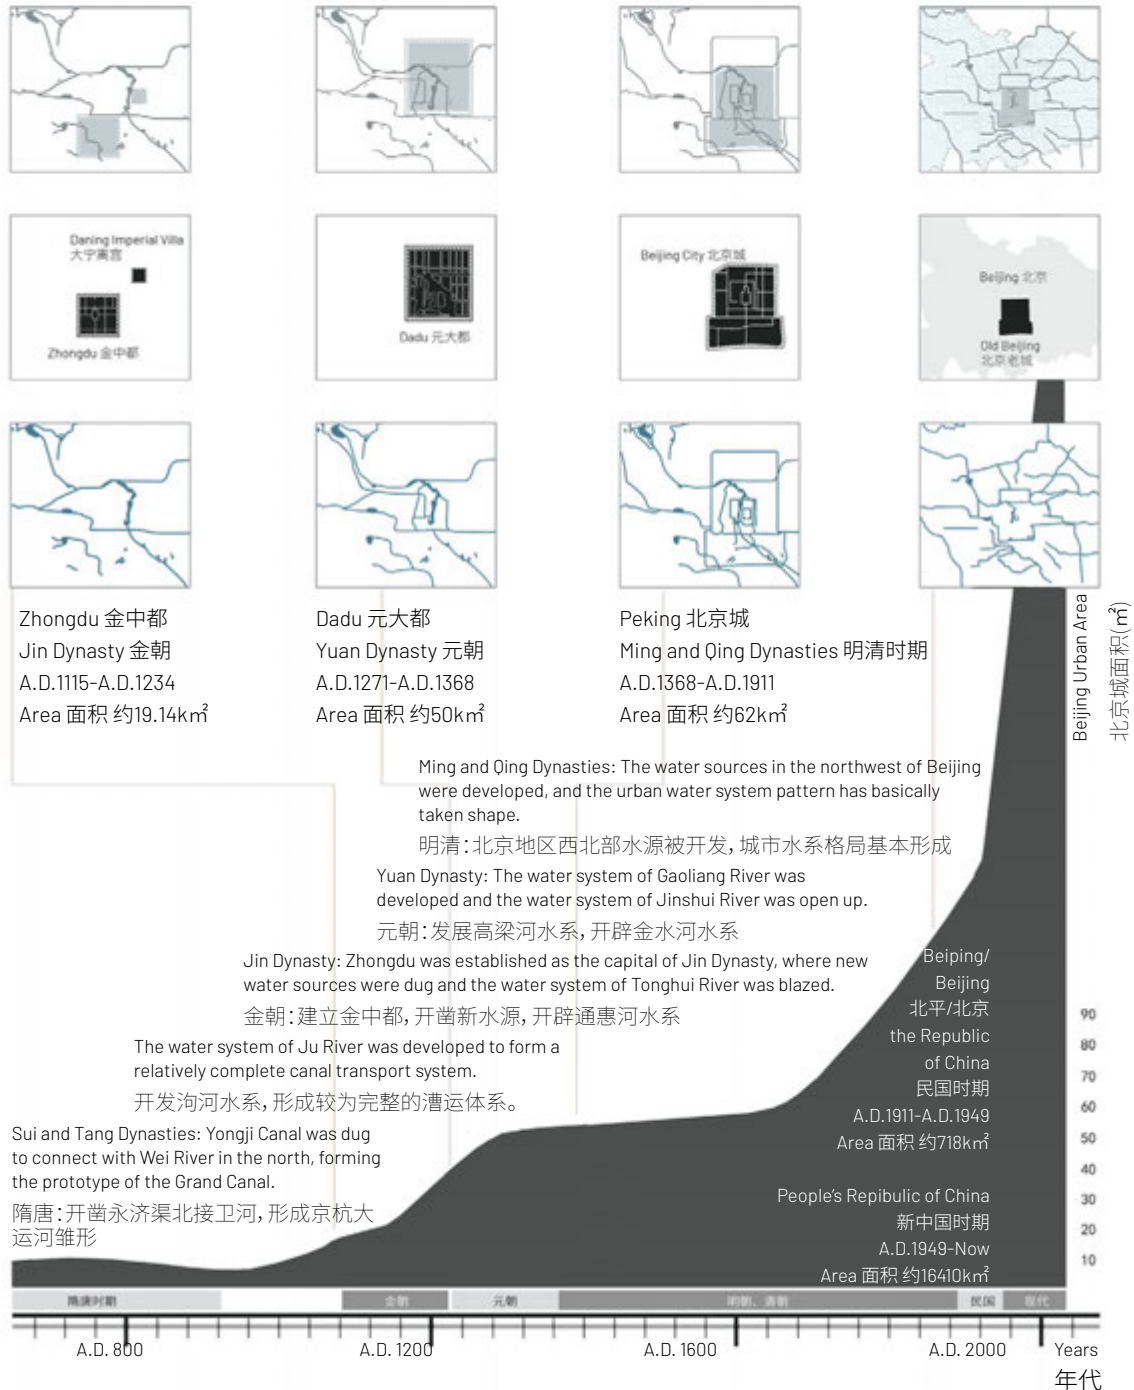 Daning Imperial Villa
大宁离宫
Zhongdu 金中都
Dadu 元大都
Beijing City 北京城
Beijing 北京
Old Beijing
北京老城
Zhongdu 金中都
Jin Dynasty 金朝
A.D.1115-A.D.1234
Area 面积 约19.14k㎡
Dadu 元大都
Yuan Dynasty 元朝
A.D.1271-A.D.1368
Area 面积 约50k㎡
Peking 北京城
Ming and Qing Dynasties 明清时期
A.D.1368-A.D.1911
Area 面积 约62k㎡
Beijing Urban Area
北京城面积(㎡)
Ming and Qing Dynasties: The water sources in the northwest of Beijing
were developed, and the urban water system pattern has basically
taken shape.
明清：北京地区西北部水源被开发，城市水系格局基本形成
Yuan Dynasty: The water system of Gaoliang River was
developed and the water system of Jinshui River was open up.
元朝：发展高梁河水系，开辟金水河水系
Jin Dynasty: Zhongdu was established as the capital of Jin Dynasty, where new
water sources were dug and the water system of Tonghui River was blazed.
金朝：建立金中都，开凿新水源，开辟通惠河水系
The water system of Ju River was developed to form a
relatively complete canal transport system.
开发泃河水系，形成较为完整的漕运体系。
Sui and Tang Dynasties: Yongji Canal was dug
to connect with Wei River in the north, forming
the prototype of the Grand Canal.
隋唐：开凿永济渠北接卫河，形成京杭大
运河雏形
Beiping/
Beijing
北平/北京
the Republic
of China
民国时期
A.D.1911-A.D.1949
Area 面积 约718k㎡
People's Repibulic of China
新中国时期
A.D.1949-Now
Area 面积 约16410k㎡
90
80
70
60
50
40
30
20
10
隋唐时期
金朝
元朝
明朝、清朝
民国
现代
A.D. 800
A.D. 1200
A.D. 1600
A.D. 2000
Years
年代